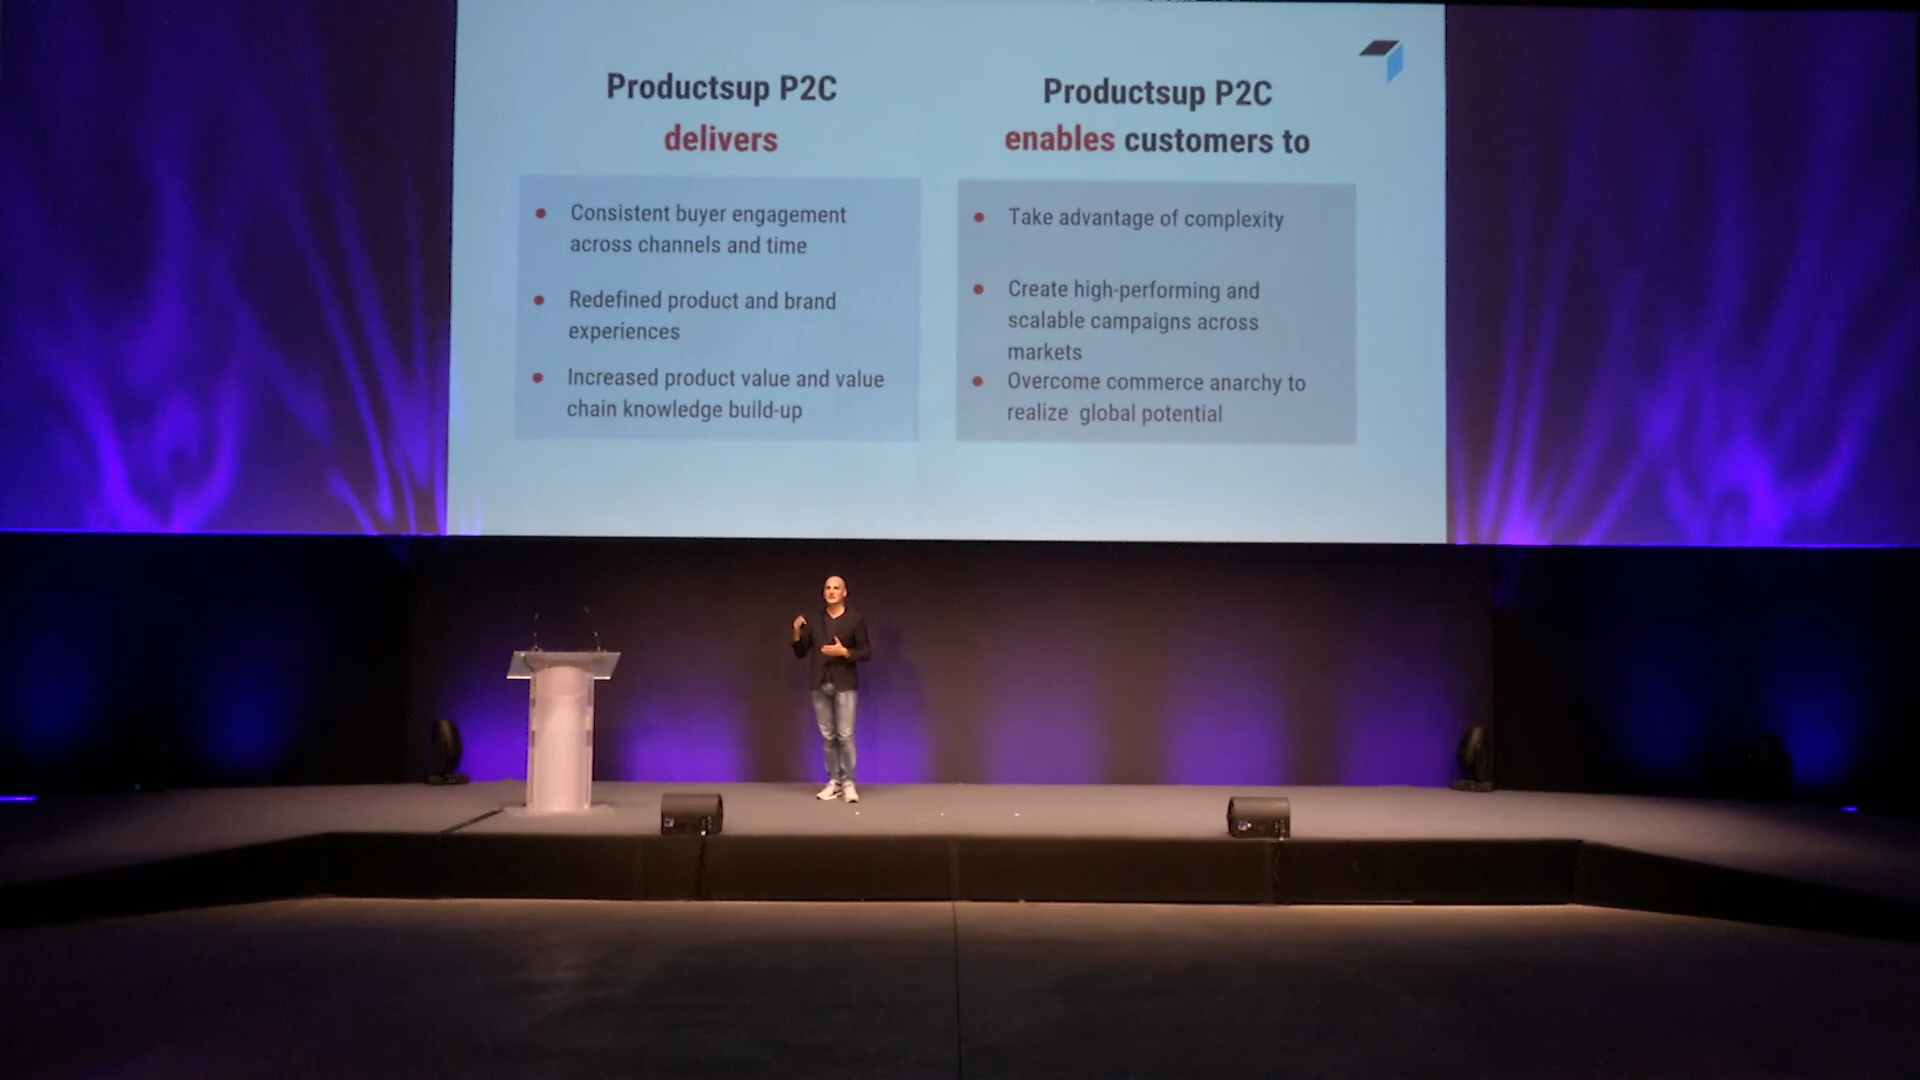 Productsup P2C
delivers
Consistent buyer engagement
across channels and time
Redefined product and brand
experiences
Increased product value and value
chain knowledge build-up
Productsup P2C
enables customers to
Take advantage of complexity
Create high-performing and
scalable campaigns across
markets
Overcome commerce anarchy to
realize global potential